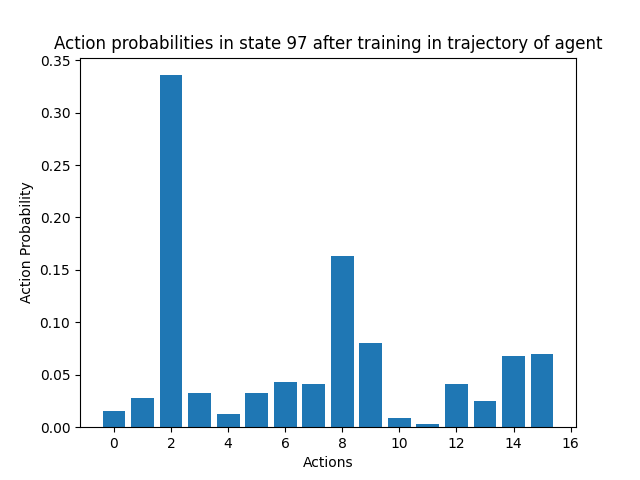 Action probabilities in state 97 after training in trajectory of agent
0.35
0.30
0.25
0.20
0.15
0.10
0.05
0.00
Action Probability
0 2 4 6 8 10 12 14 16
Actions